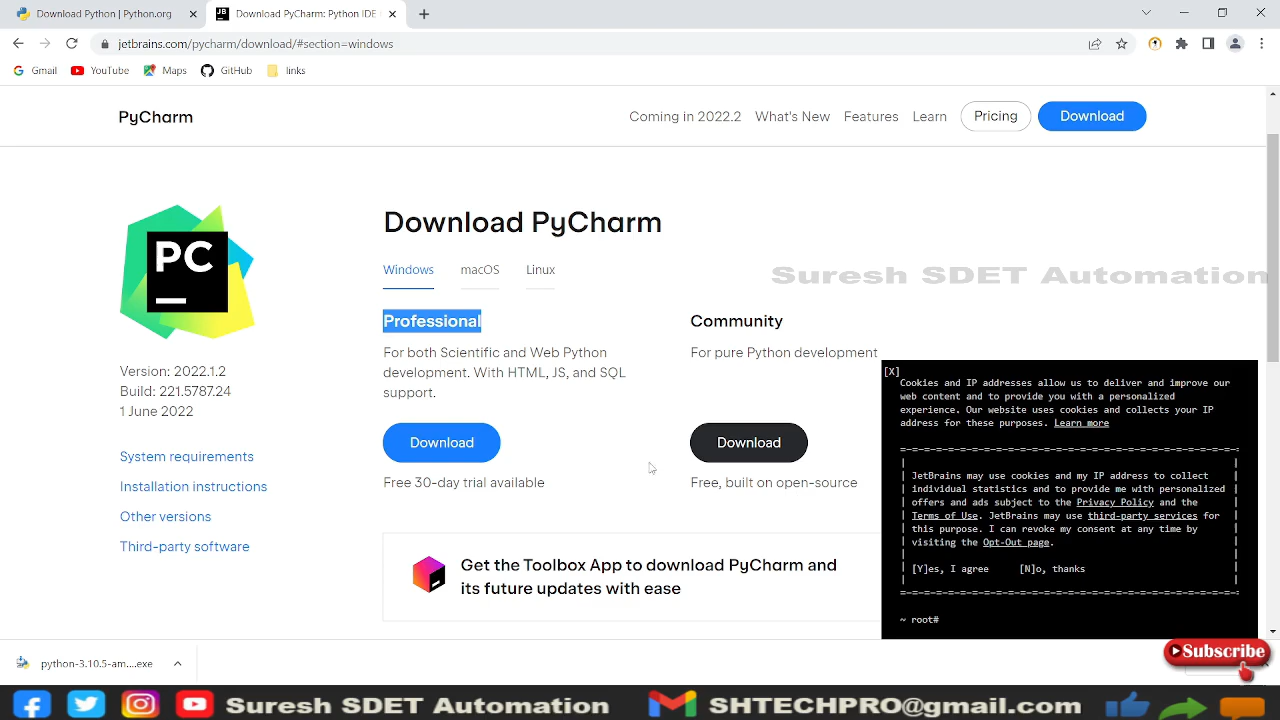 Download Python | Python.org
JB
Download PyCharm: Python IDE
jetbrains.com/pycharm/download/#section=windows
Gmail
YouTube
Maps
GitHub
links
PyCharm
Coming in 2022.2
What's New
Features
Learn
Pricing
Download
PC
Download PyCharm
Windows
macOS
Linux
Suresh SDET Automation
Professional
For both Scientific and Web Python
development. With HTML, JS, and SQL
support.
Download
Free 30-day trial available
Community
For pure Python development
Download
Free, built on open-source
Version: 2022.1.2
Build: 221.5787.24
1 June 2022
System requirements
Installation instructions
Other versions
Third-party software
Get the Toolbox App to download PyCharm and
its future updates with ease
[X]
Cookies and IP addresses allow us to deliver and improve our
web content and to provide you with a personalized
experience. Our website uses cookies and collects your IP
address for these purposes. Learn more
JetBrains may use cookies and my IP address to collect
individual statistics and to provide me with personalized
offers and ads subject to the Privacy Policy and the
Terms of Use. JetBrains may use third-party services for
this purpose. I can revoke my consent at any time by
visiting the Opt-Out page.
[Y]es, I agree [N]o, thanks
~ root#
python-3.10.5-am....exe
Subscribe
Suresh SDET Automation
SHTECHPRO@gmail.com